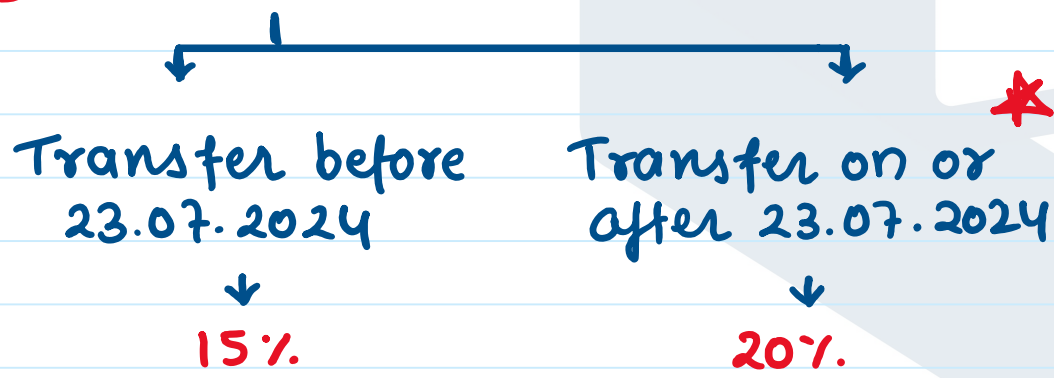 Transfer before
23.07.2024
15%
Transfer on or
after 23.07.2024
20%